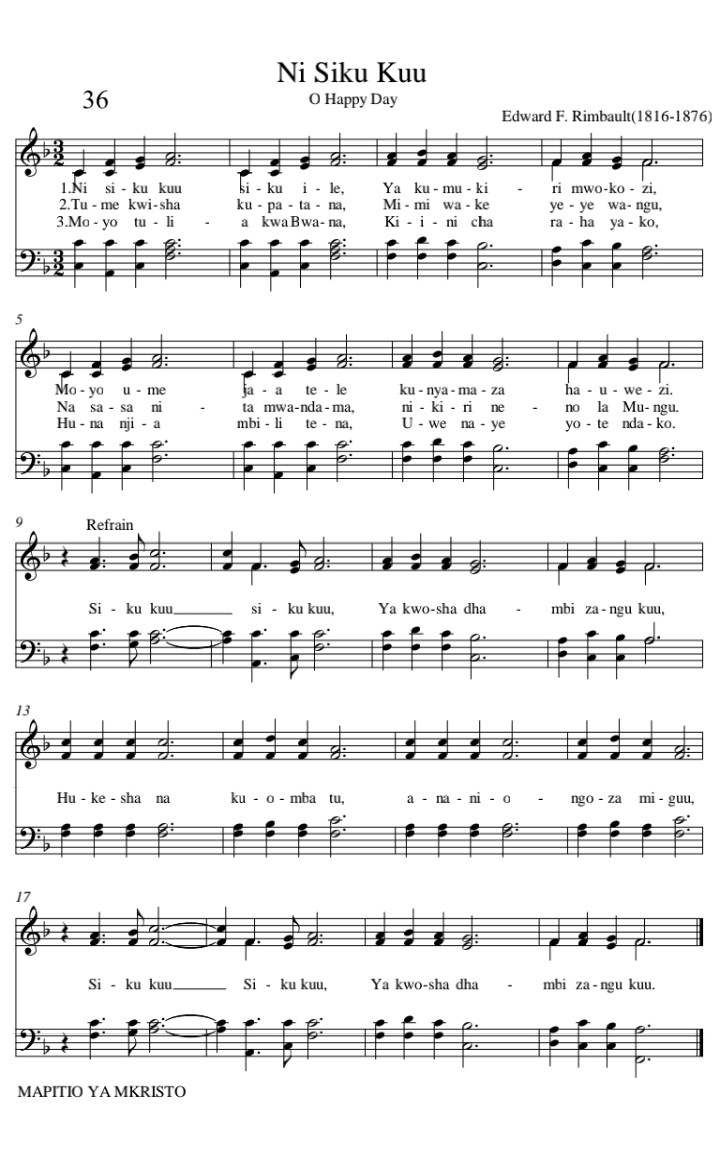 Ni Siku Kuu
36
O Happy Day
Edward F. Rimbault(1816-1876)
1.Ni si - ku kuu si - ku i - le, Ya ku - mu - ki - ri mwo - ko - zi,
2.Tu - me kwi - sha ku - pa - ta - na, Mi - mi wa - ke ye - ye wa - ngu,
3.Mo - yo tu - li - a kwa Bwa - na, Ki - i - ni cha ra - ha ya - ko,
5
Mo - yo u - me ja - a te - le ku - nya - ma - za ha - u - we - zi.
Na sa - sa ni - ta mwa - nda - ma, ni - ki - ri ne - no la Mu - ngu.
Hu - na nji - a mbi - li te - na, U - we na - ye yo - te nda - ko.
9
Refrain
Si - ku kuu si - ku kuu, Ya kwo - sha dha - mbi za - ngu kuu,
13
Hu - ke - sha na ku - o - mba tu, a - na - ni - o - ngo - za mi - guu,
17
Si - ku kuu Si - ku kuu, Ya kwo - sha dha - mbi za - ngu kuu.
MAPITIO YA MKRISTO